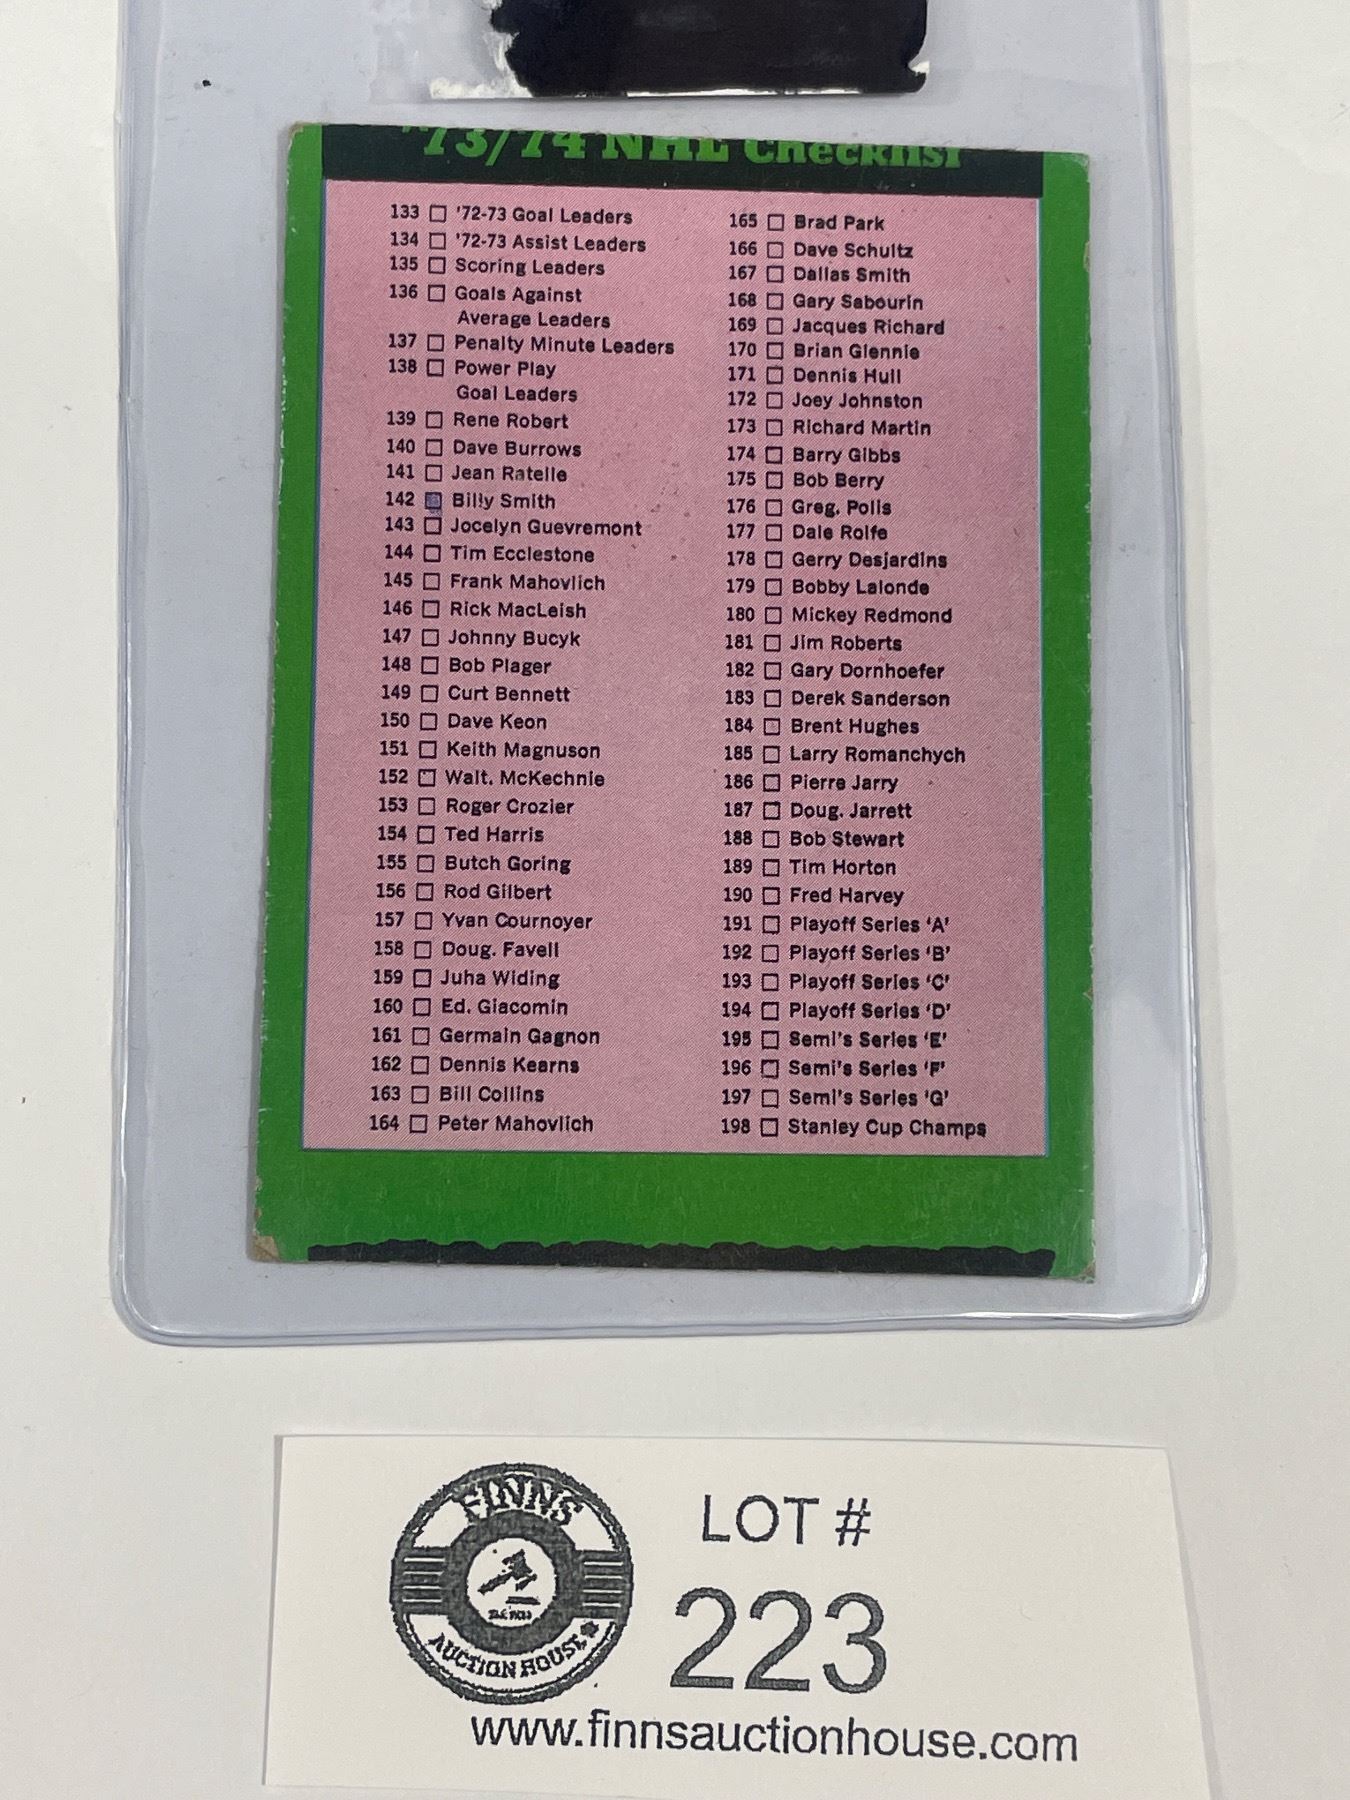 '73/'74 NHL Checklist
133 '72-73 Goal Leaders
134 '72-73 Assist Leaders
135 Scoring Leaders
136 Goals Against
Average Leaders
137 Penalty Minute Leaders
138 Power Play
Goal Leaders
139 Rene Robert
140 Dave Burrows
141 Jean Ratelle
142 Billy Smith
143 Jocelyn Guevremont
144 Tim Ecclestone
145 Frank Mahovlich
146 Rick MacLeish
147 Johnny Bucyk
148 Bob Plager
149 Curt Bennett
150 Dave Keon
151 Keith Magnuson
152 Walt. McKechnie
153 Roger Crozier
154 Ted Harris
155 Butch Goring
156 Rod Gilbert
157 Yvan Cournoyer
158 Doug. Favell
159 Juha Widing
160 Ed. Giacomin
161 Germain Gagnon
162 Dennis Kearns
163 Bill Collins
164 Peter Mahovlich
165 Brad Park
166 Dave Schultz
167 Dallas Smith
168 Gary Sabourin
169 Jacques Richard
170 Brian Glennie
171 Dennis Hull
172 Joey Johnston
173 Richard Martin
174 Barry Gibbs
175 Bob Berry
176 Greg. Polis
177 Dale Rolfe
178 Gerry Desjardins
179 Bobby Lalonde
180 Mickey Redmond
181 Jim Roberts
182 Gary Dornhoefer
183 Derek Sanderson
184 Brent Hughes
185 Larry Romanchych
186 Pierre Jarry
187 Doug. Jarrett
188 Bob Stewart
189 Tim Horton
190 Fred Harvey
191 Playoff Series 'A'
192 Playoff Series 'B'
193 Playoff Series 'C'
194 Playoff Series 'D'
195 Semi's Series 'E'
196 Semi's Series 'F'
197 Semi's Series 'G'
198 Stanley Cup Champs
FINNS
AUCTION HOUSE
LOT #
223
www.finnsauctionhouse.com